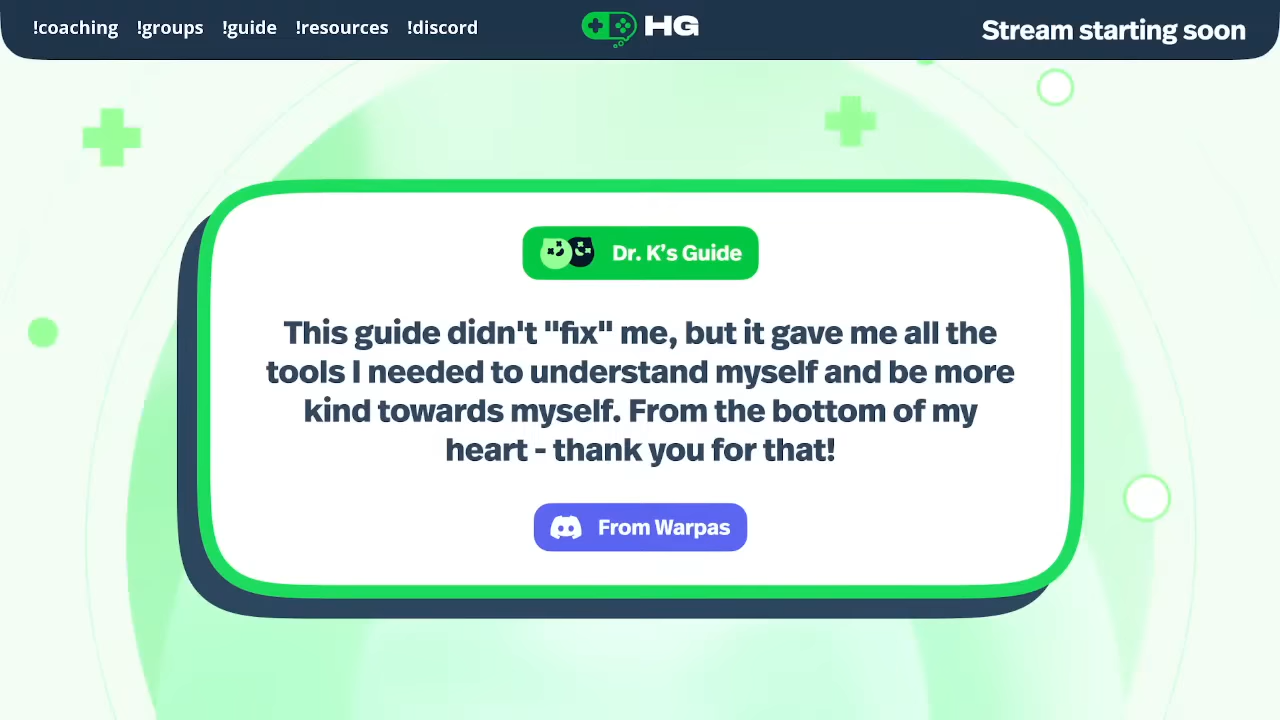 !coaching !groups !guide !resources !discord
HG
Stream starting soon
Dr. K's Guide
This guide didn't "fix" me, but it gave me all the
tools I needed to understand myself and be more
kind towards myself. From the bottom of my
heart - thank you for that!
From Warpas